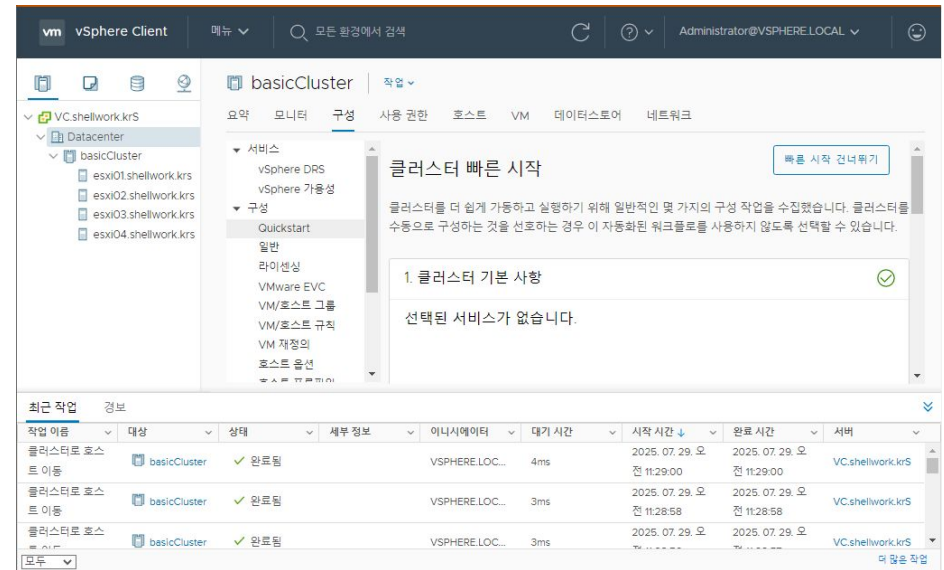 vm vSphere Client 메뉴 모든 환경에서 검색 Administrator@VSPHERE.LOCAL
VC.shellwork.krS
Datacenter
basicCluster
esxi01.shellwork.krs
esxi02.shellwork.krs
esxi03.shellwork.krs
esxi04.shellwork.krs
basicCluster 작업
요약 모니터 구성 사용 권한 호스트 VM 데이터스토어 네트워크
서비스
vSphere DRS
vSphere 가용성
구성
Quickstart
일반
라이센싱
VMware EVC
VM/호스트 그룹
VM/호스트 규칙
VM 재정의
호스트 옵션
클러스터 빠른 시작
빠른 시작 건너뛰기
클러스터를 더 쉽게 가동하고 실행하기 위해 일반적인 몇 가지의 구성 작업을 수집했습니다. 클러스터를
수동으로 구성하는 것을 선호하는 경우 이 자동화된 워크플로를 사용하지 않도록 선택할 수 있습니다.
1. 클러스터 기본 사항
선택된 서비스가 없습니다.
최근 작업 경보
작업 이름 대상 상태 세부 정보 이니시에이터 대기 시간 시작 시간 완료 시간 서버
클러스터로 호스 2025. 07. 29. 오 2025. 07. 29. 오
트 이동 basicCluster 완료됨 VSPHERE.LOC... 4ms 전 11:29:00 전 11:29:00 VC.shellwork.krS
클러스터로 호스 2025. 07. 29. 오 2025. 07. 29. 오
트 이동 basicCluster 완료됨 VSPHERE.LOC... 3ms 전 11:28:58 전 11:28:58 VC.shellwork.krS
클러스터로 호스 2025. 07. 29. 오 2025. 07. 29. 오
basicCluster 완료됨 VSPHERE.LOC... 3ms VC.shellwork.krS
모두 더 많은 작업